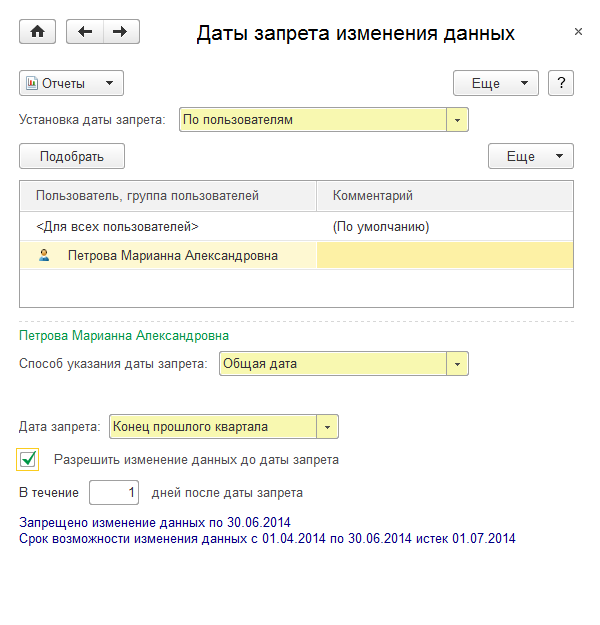 Даты запрета изменения данных
Отчеты
Еще
?
Установка даты запрета: По пользователям
Подобрать
Еще
Пользователь, группа пользователей Комментарий
<Для всех пользователей> (По умолчанию)
Петрова Марианна Александровна
Петрова Марианна Александровна
Способ указания даты запрета: Общая дата
Дата запрета: Конец прошлого квартала
Разрешить изменение данных до даты запрета
В течение 1 дней после даты запрета
Запрещено изменение данных по 30.06.2014
Срок возможности изменения данных с 01.04.2014 по 30.06.2014 истек 01.07.2014